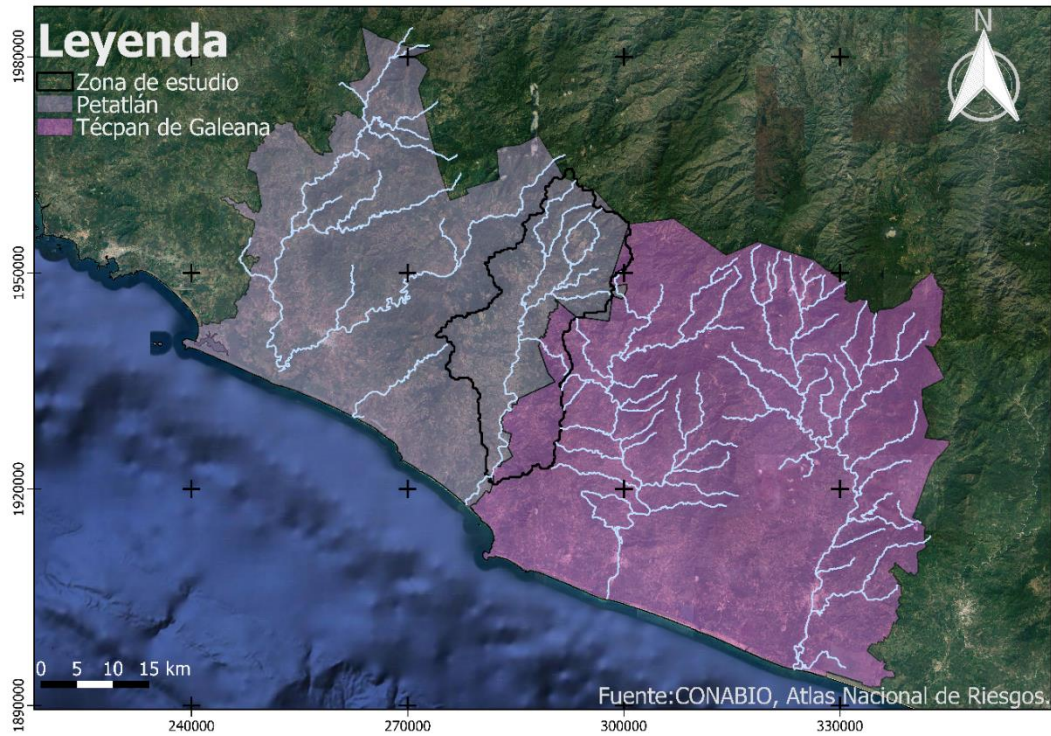 Leyenda
Zona de estudio
Petatlán
Técpan de Galeana
N
1980000
1950000
1920000
1890000
0 5 10 15 km
Fuente:CONABIO, Atlas Nacional de Riesgos.
240000 270000 300000 330000